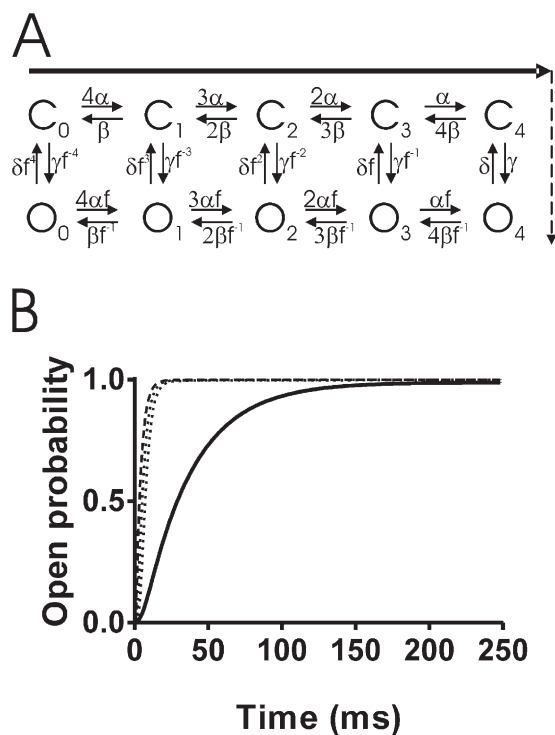 A
4α 3α 2α α
C0 C1 C2 C3 C4
β 2β 3β 4β
δf⁴ γf⁻⁴ δf³ γf⁻³ δf² γf⁻² δf γf⁻¹ δ γ
4αf 3αf 2αf αf
O0 O1 O2 O3 O4
βf⁻¹ 2βf⁻¹ 3βf⁻¹ 4βf⁻¹
B
Open probability
1.0
0.5
0.0
0 50 100 150 200 250
Time (ms)